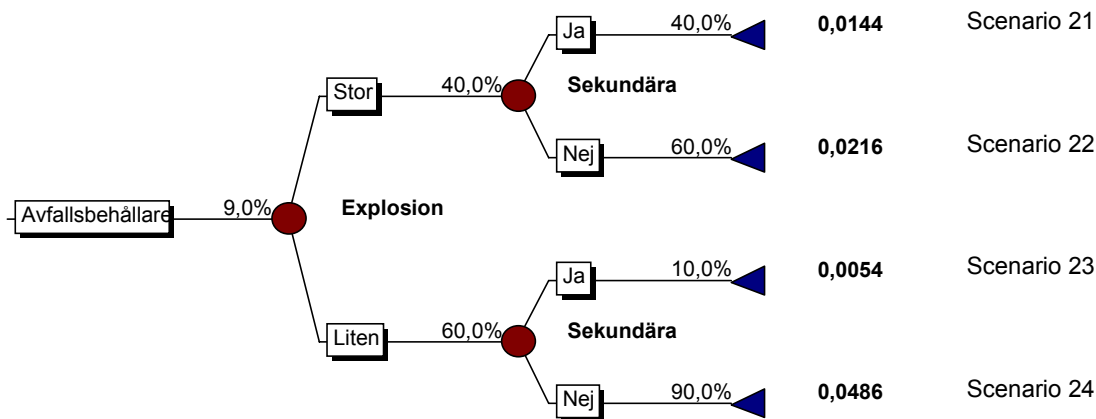 Ja 40,0% 0,0144 Scenario 21
Stor 40,0% Sekundära
Nej 60,0% 0,0216 Scenario 22
Avfallsbehållare 9,0% Explosion
Ja 10,0% 0,0054 Scenario 23
Liten 60,0% Sekundära
Nej 90,0% 0,0486 Scenario 24